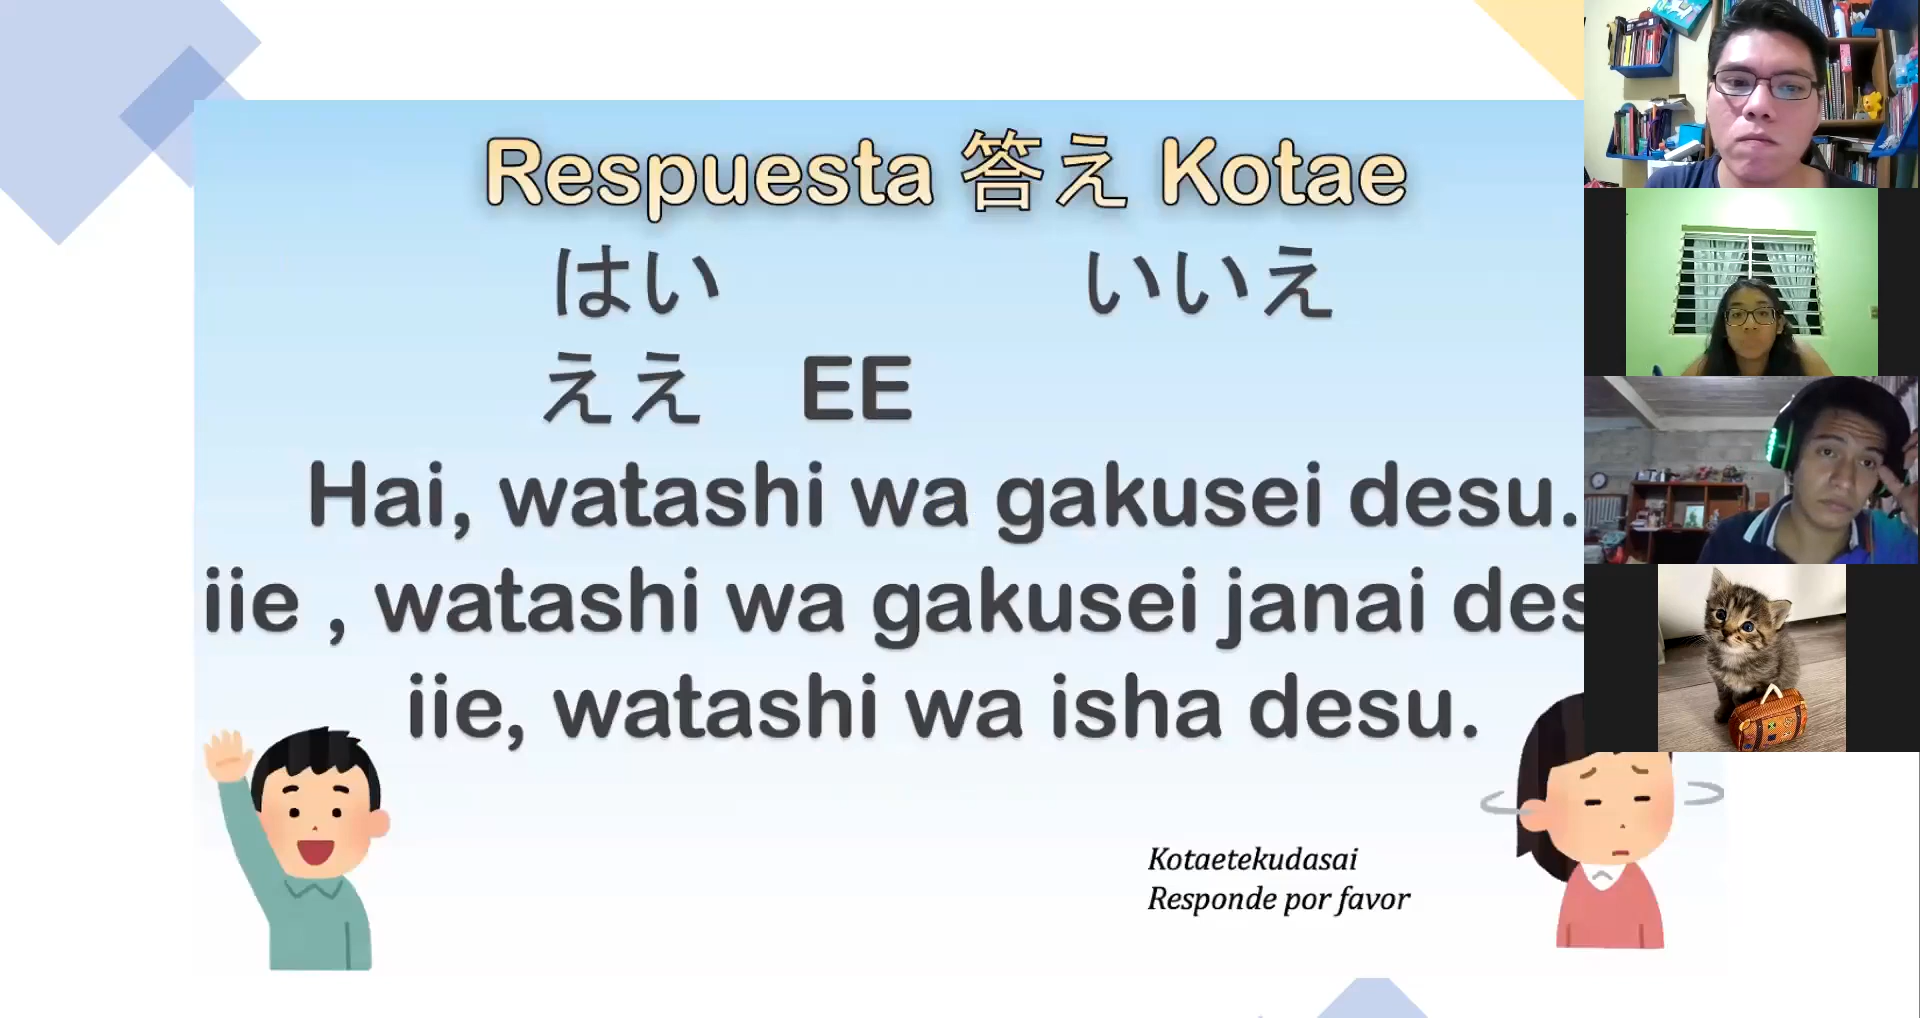 Respuesta 答え Kotae
はい いいえ
ええ EE
Hai, watashi wa gakusei desu.
iie , watashi wa gakusei janai des
iie, watashi wa isha desu.
Kotaetekudasai
Responde por favor